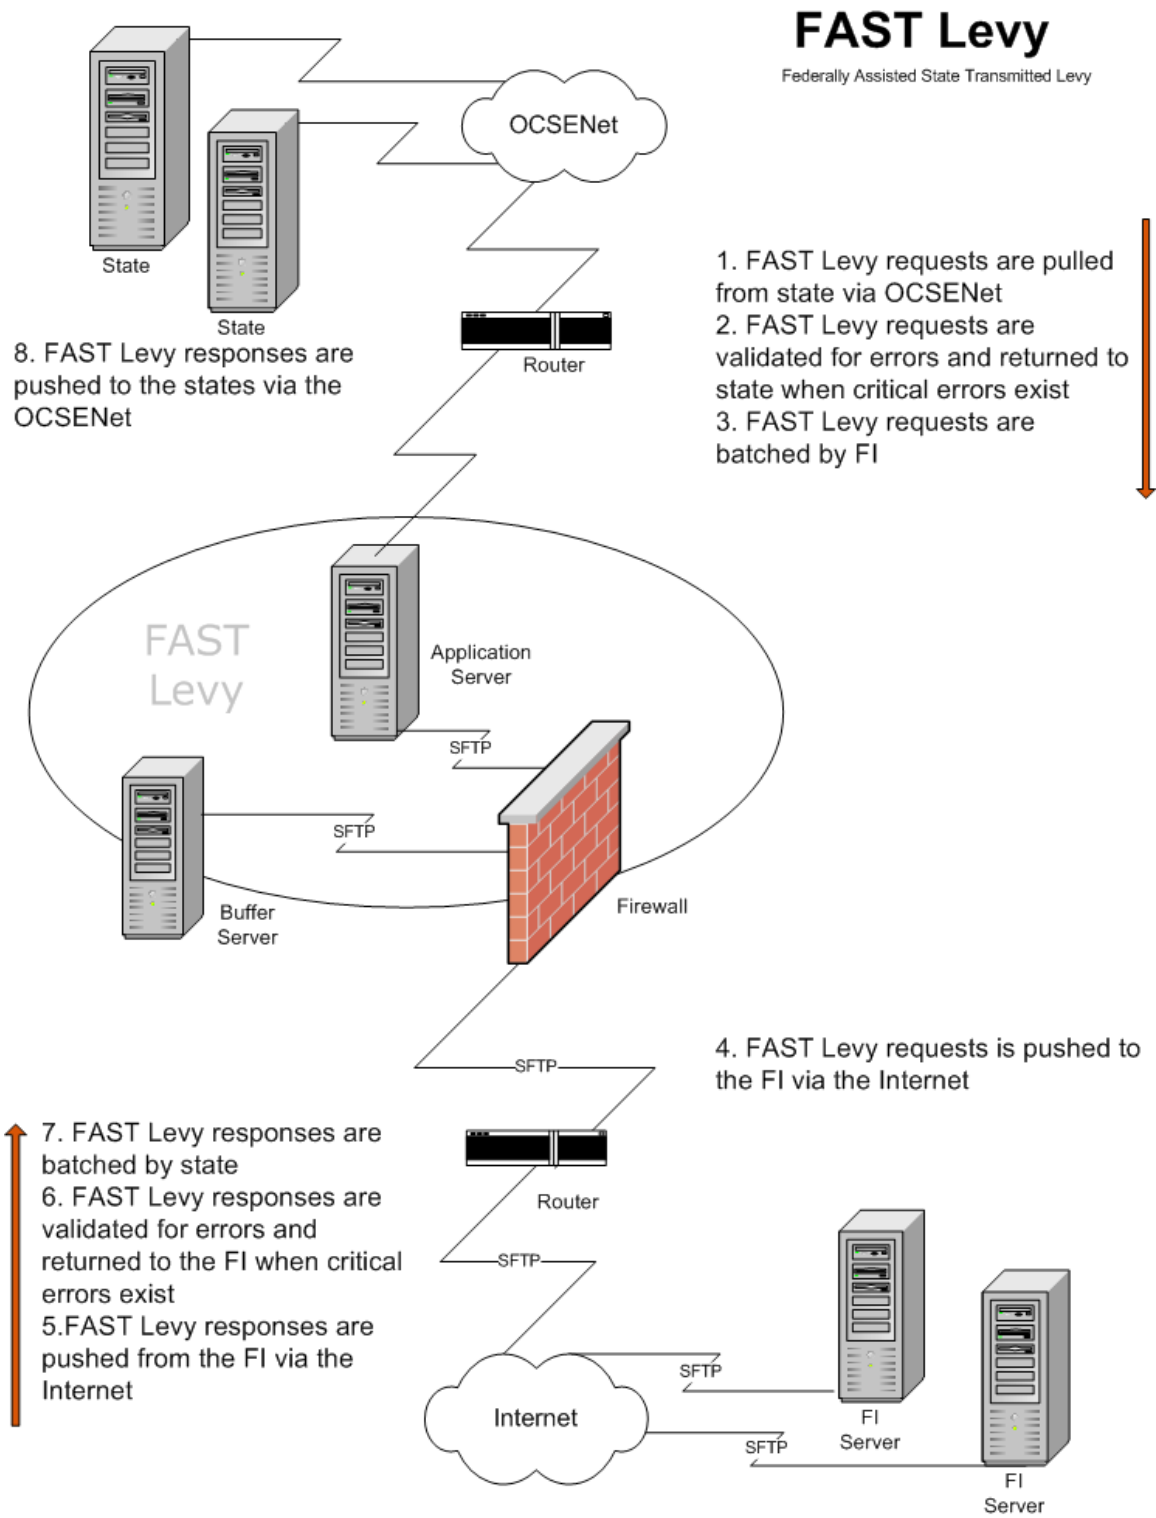 FAST Levy
Federally Assisted State Transmitted Levy
OCSENet
State
State
8. FAST Levy responses are
pushed to the states via the
OCSENet
Router
1. FAST Levy requests are pulled
from state via OCSENet
2. FAST Levy requests are
validated for errors and returned to
state when critical errors exist
3. FAST Levy requests are
batched by FI
FAST
Levy
Application
Server
SFTP
SFTP
Buffer
Server
Firewall
4. FAST Levy requests is pushed to
the FI via the Internet
SFTP
7. FAST Levy responses are
batched by state
6. FAST Levy responses are
validated for errors and
returned to the FI when critical
errors exist
5.FAST Levy responses are
pushed from the FI via the
Internet
Router
SFTP
Internet
SFTP
FI
Server
SFTP
FI
Server